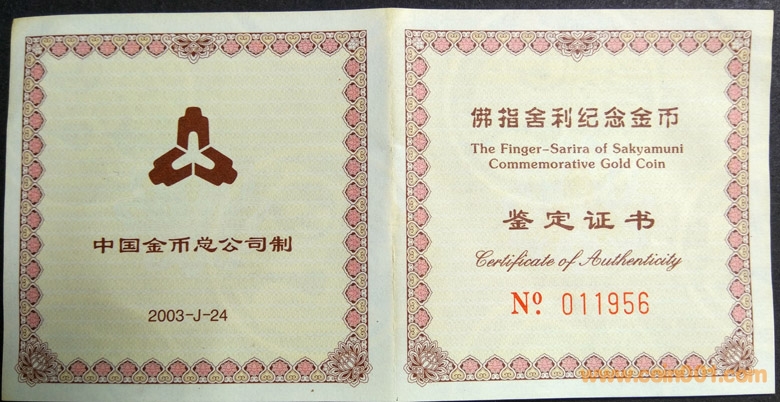 中国金币总公司制
2003-J-24
佛指舍利纪念金币
The Finger-Sarira of Sakyamuni
Commemorative Gold Coin
鉴定证书
Certificate of Authenticity
Nº 011956
www.coin001.com